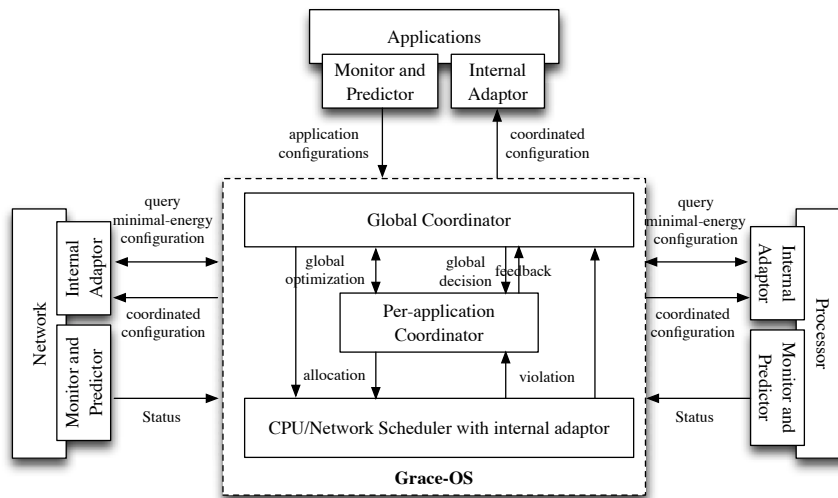 Applications
Monitor and
Predictor
Internal
Adaptor
application
configurations
coordinated
configuration
query
minimal-energy
configuration
query
minimal-energy
configuration
Network
Internal
Adaptor
Monitor and
Predictor
coordinated
configuration
Status
Global Coordinator
global
optimization
global
decision
feedback
Per-application
Coordinator
allocation
violation
CPU/Network Scheduler with internal adaptor
Grace-OS
coordinated
configuration
Status
Internal
Adaptor
Monitor and
Predictor
Processor